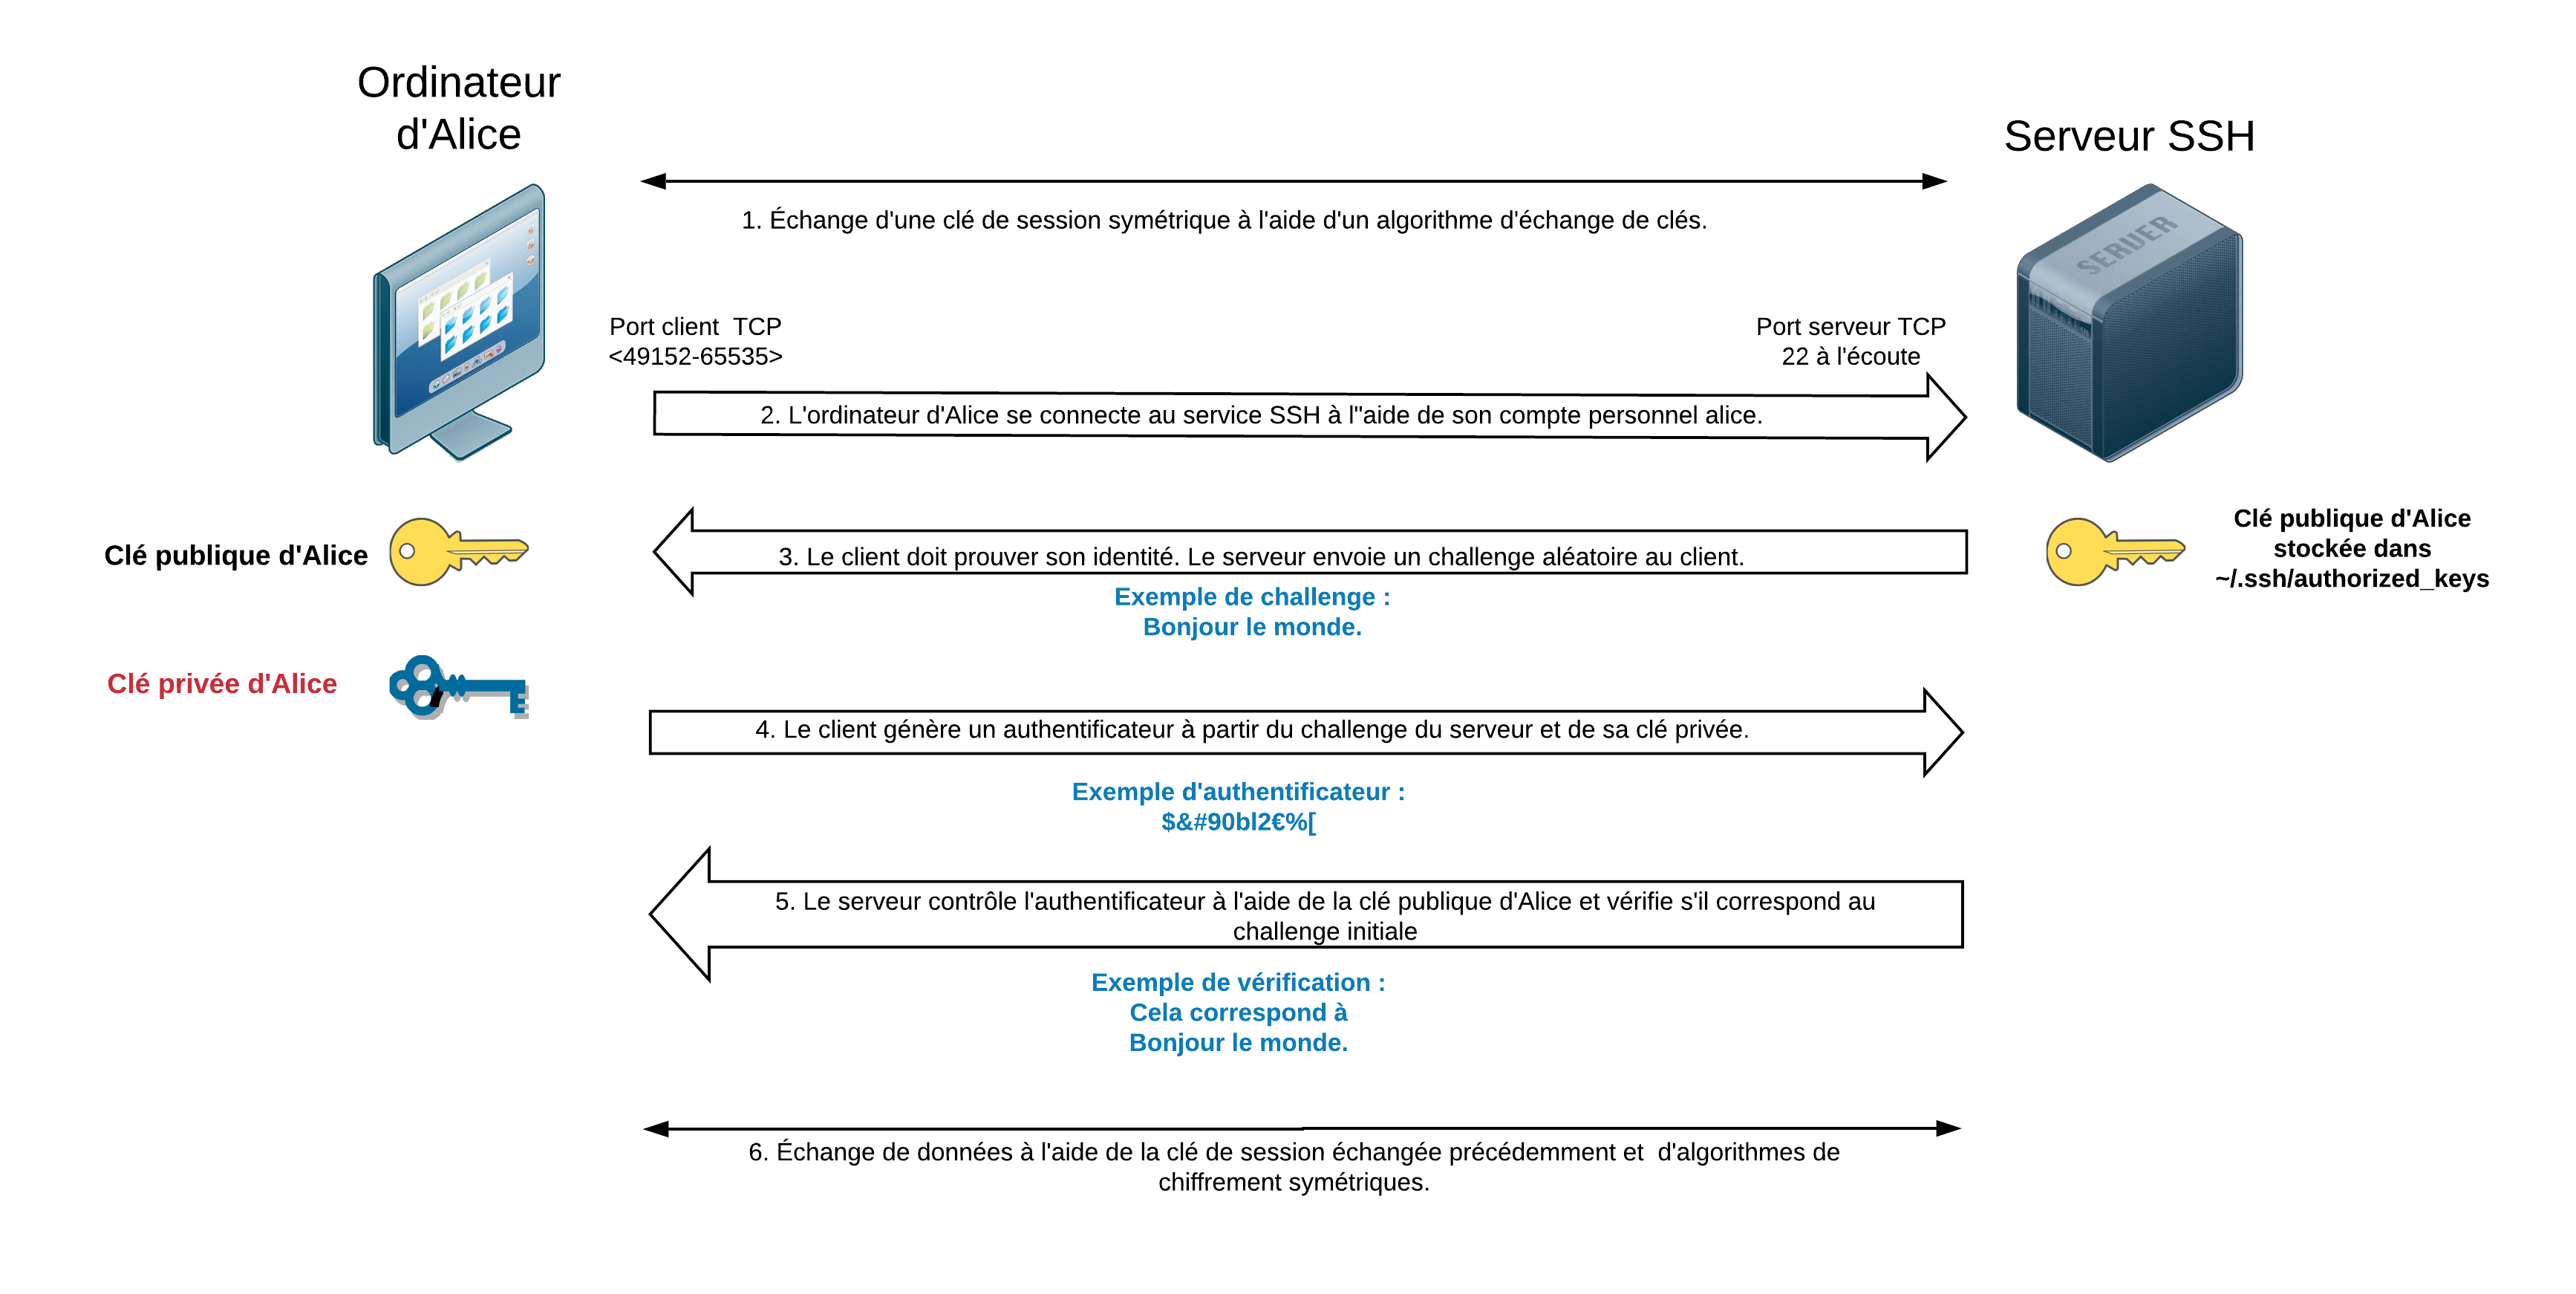 Ordinateur
d'Alice
Serveur SSH
SERVER
1. Échange d'une clé de session symétrique à l'aide d'un algorithme d'échange de clés.
Port client  TCP
<49152-65535>
Port serveur TCP
22 à l'écoute
2. L'ordinateur d'Alice se connecte au service SSH à l''aide de son compte personnel alice.
Clé publique d'Alice
3. Le client doit prouver son identité. Le serveur envoie un challenge aléatoire au client.
Clé publique d'Alice
stockée dans
~/.ssh/authorized_keys
Exemple de challenge :
Bonjour le monde.
Clé privée d'Alice
4. Le client génère un authentificateur à partir du challenge du serveur et de sa clé privée.
Exemple d'authentificateur :
$&#90bl2€%[
5. Le serveur contrôle l'authentificateur à l'aide de la clé publique d'Alice et vérifie s'il correspond au
challenge initiale
Exemple de vérification :
Cela correspond à
Bonjour le monde.
6. Échange de données à l'aide de la clé de session échangée précédemment et  d'algorithmes de
chiffrement symétriques.